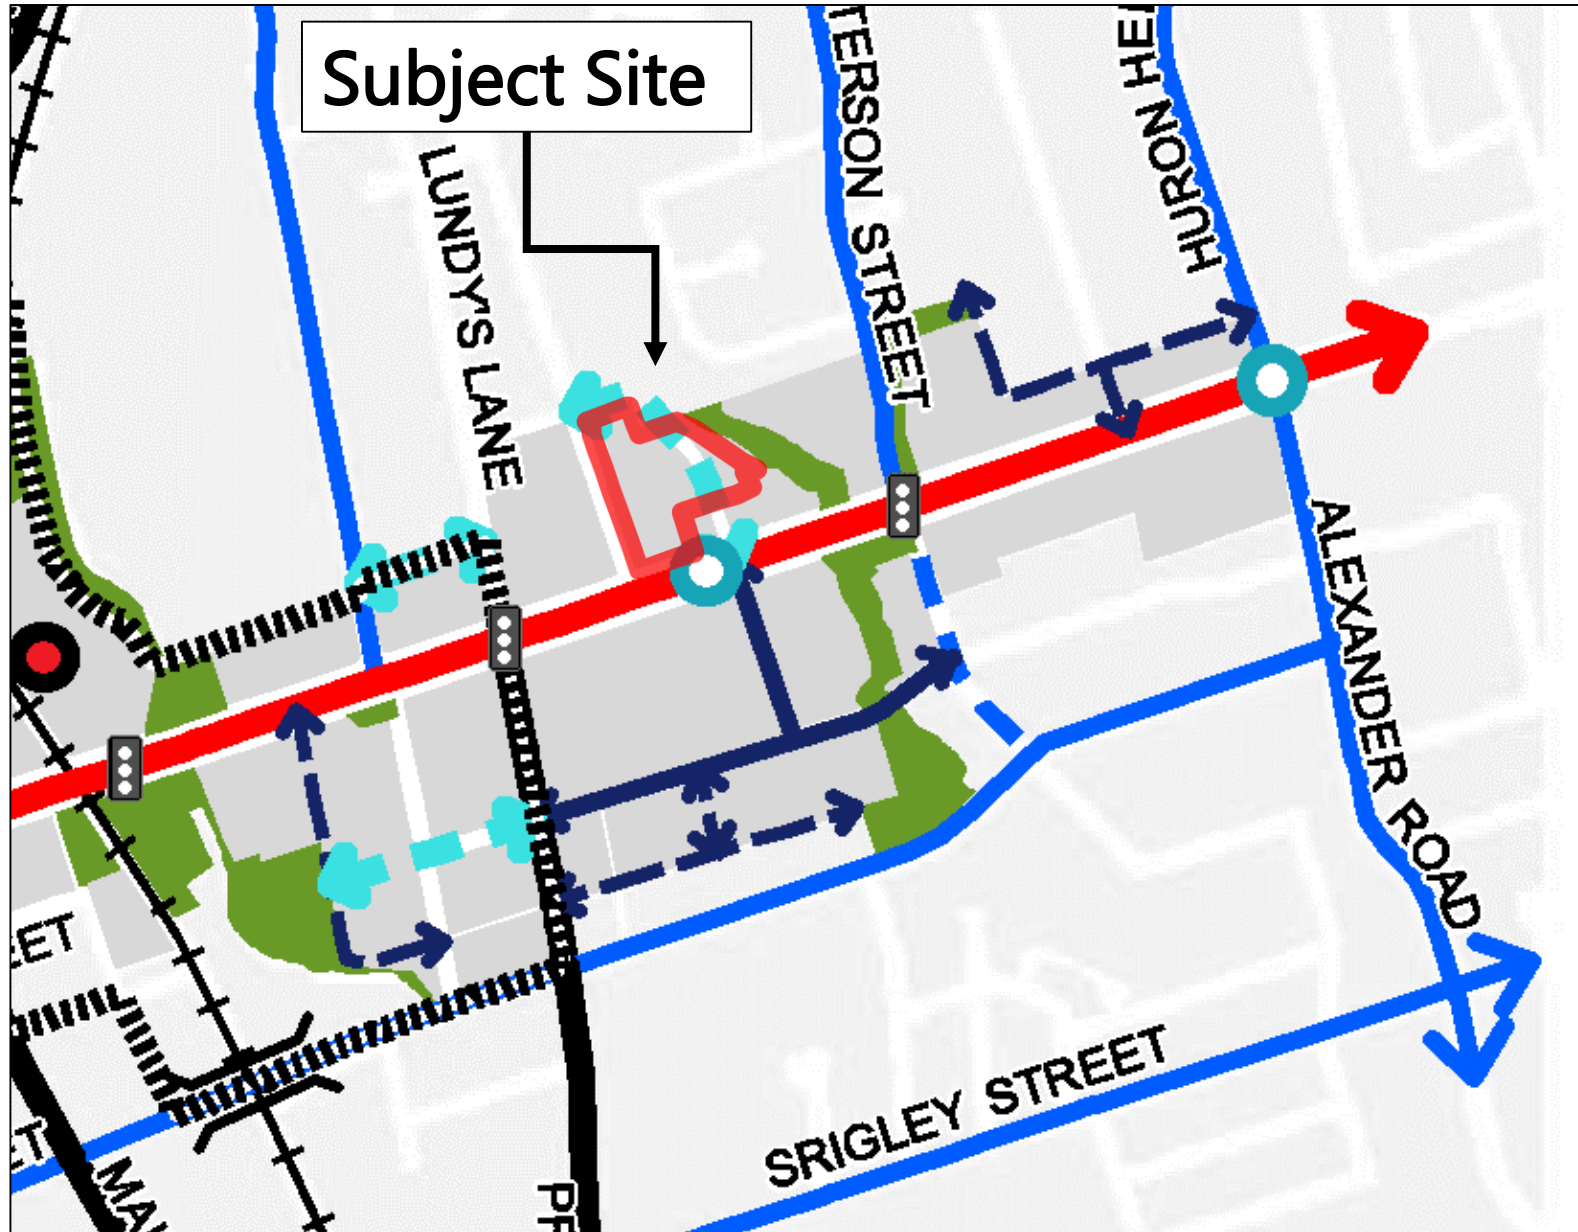 Subject Site
TERSON STREET
HURON HE
LUNDY'S LANE
ALEXANDER ROAD
EET
SRIGLEY STREET
ET
MA
PR